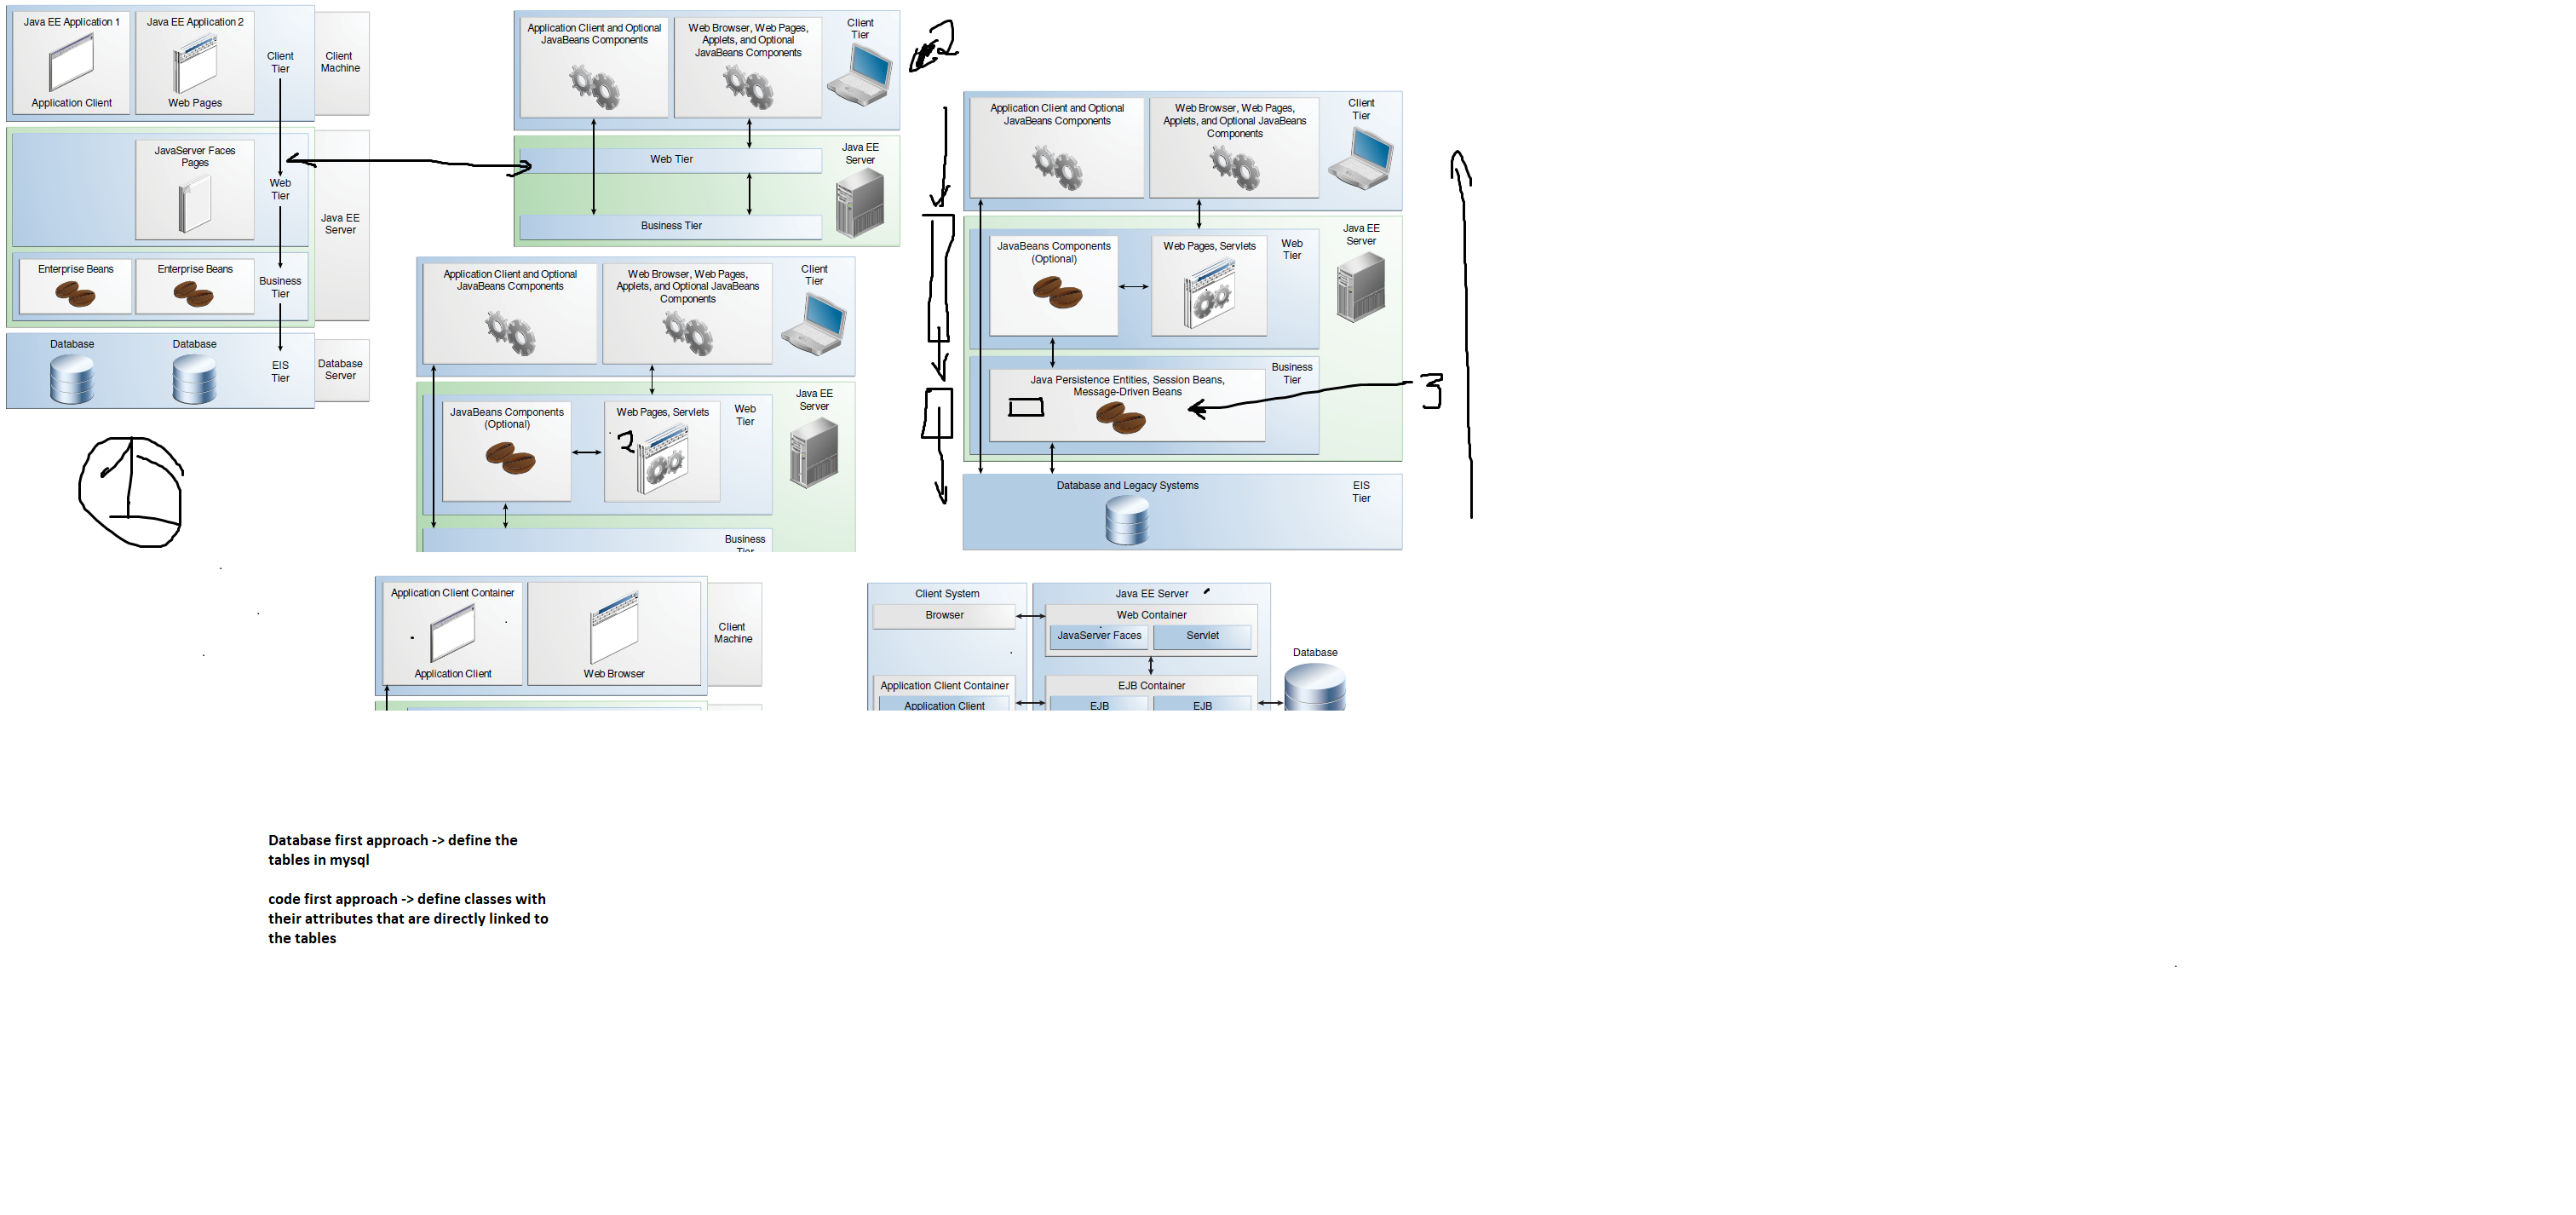 Java EE Application 1
Java EE Application 2
Client
Tier
Client
Machine
Application Client
Web Pages
JavaServer Faces
Pages
Web
Tier
Java EE
Server
Enterprise Beans
Enterprise Beans
Business
Tier
Database
Database
EIS
Tier
Database
Server
1
Application Client and Optional
JavaBeans Components
Web Browser, Web Pages,
Applets, and Optional
JavaBeans Components
Client
Tier
2
Web Tier
Java EE
Server
Business Tier
Application Client and Optional
JavaBeans Components
Web Browser, Web Pages,
Applets, and Optional JavaBeans
Components
Client
Tier
JavaBeans Components
(Optional)
Web Pages, Servlets
2
Web
Tier
Java EE
Server
Business
Tier
Application Client and Optional
JavaBeans Components
Web Browser, Web Pages,
Applets, and Optional JavaBeans
Components
Client
Tier
JavaBeans Components
(Optional)
Web Pages, Servlets
Web
Tier
Java EE
Server
Java Persistence Entities, Session Beans,
Message-Driven Beans
Business
Tier
3
Database and Legacy Systems
EIS
Tier
Application Client Container
Application Client
Web Browser
Client
Machine
Client System
Browser
Application Client Container
Application Client
Java EE Server
Web Container
JavaServer Faces
Servlet
EJB Container
EJB
EJB
Database
Database first approach -> define the
tables in mysql
code first approach -> define classes with
their attributes that are directly linked to
the tables